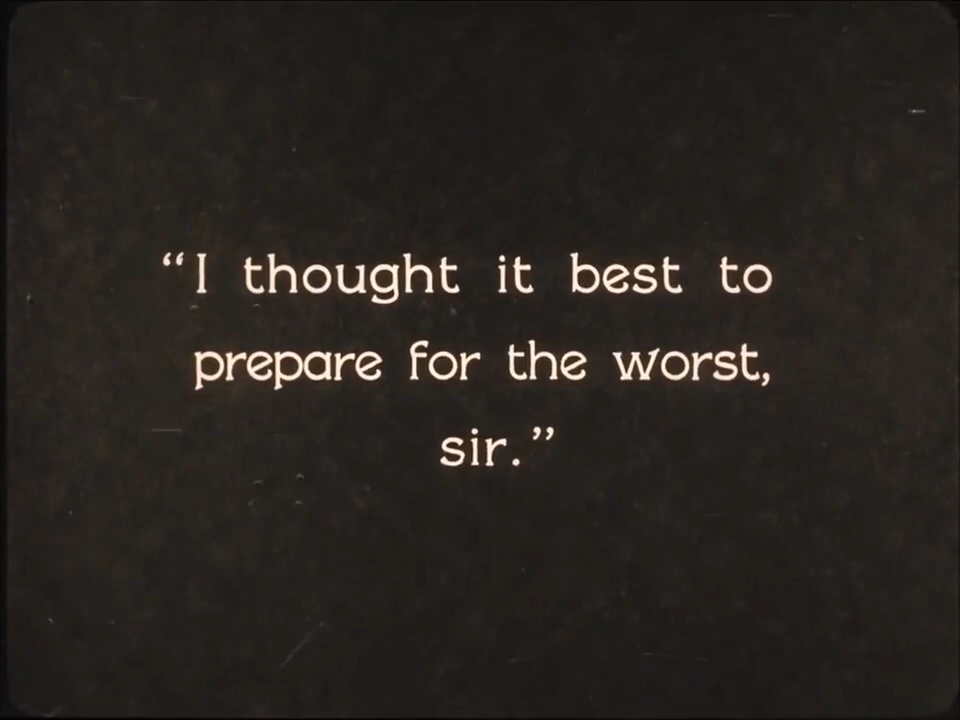 “I thought it best to
prepare for the worst,
sir.”